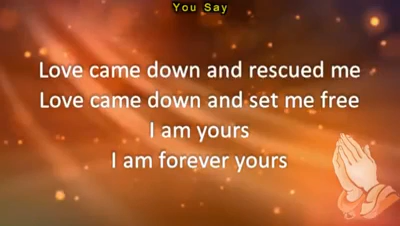 You Say
Love came down and rescued me
Love came down and set me free
I am yours
I am forever yours